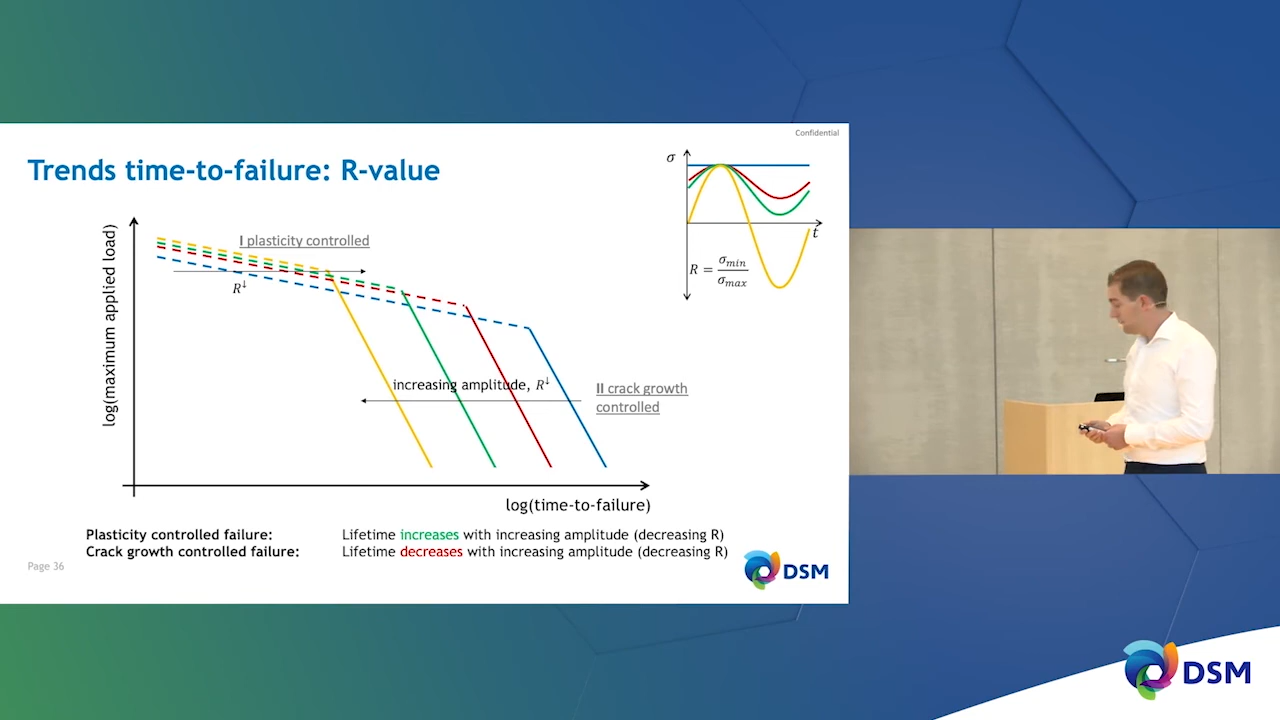 Confidential
Trends time-to-failure: R-value
σ
t
R = σmin / σmax
log(maximum applied load)
I plasticity controlled
R↓
increasing amplitude, R↓
II crack growth
controlled
log(time-to-failure)
Plasticity controlled failure: Lifetime increases with increasing amplitude (decreasing R)
Crack growth controlled failure: Lifetime decreases with increasing amplitude (decreasing R)
Page 36
DSM
DSM